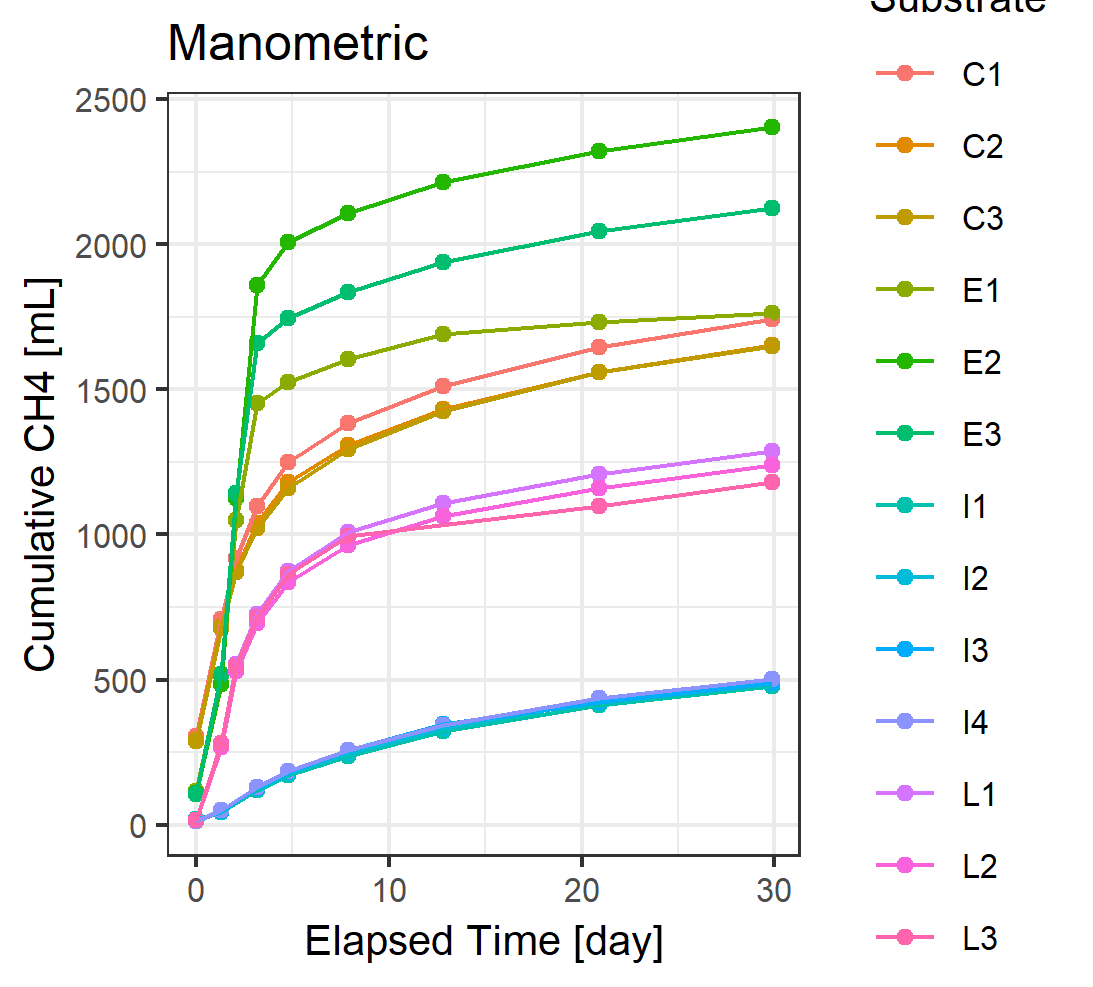 Manometric
Substrate
2500
2000
1500
1000
500
0
Cumulative CH4 [mL]
0 10 20 30
Elapsed Time [day]
C1
C2
C3
E1
E2
E3
I1
I2
I3
I4
L1
L2
L3